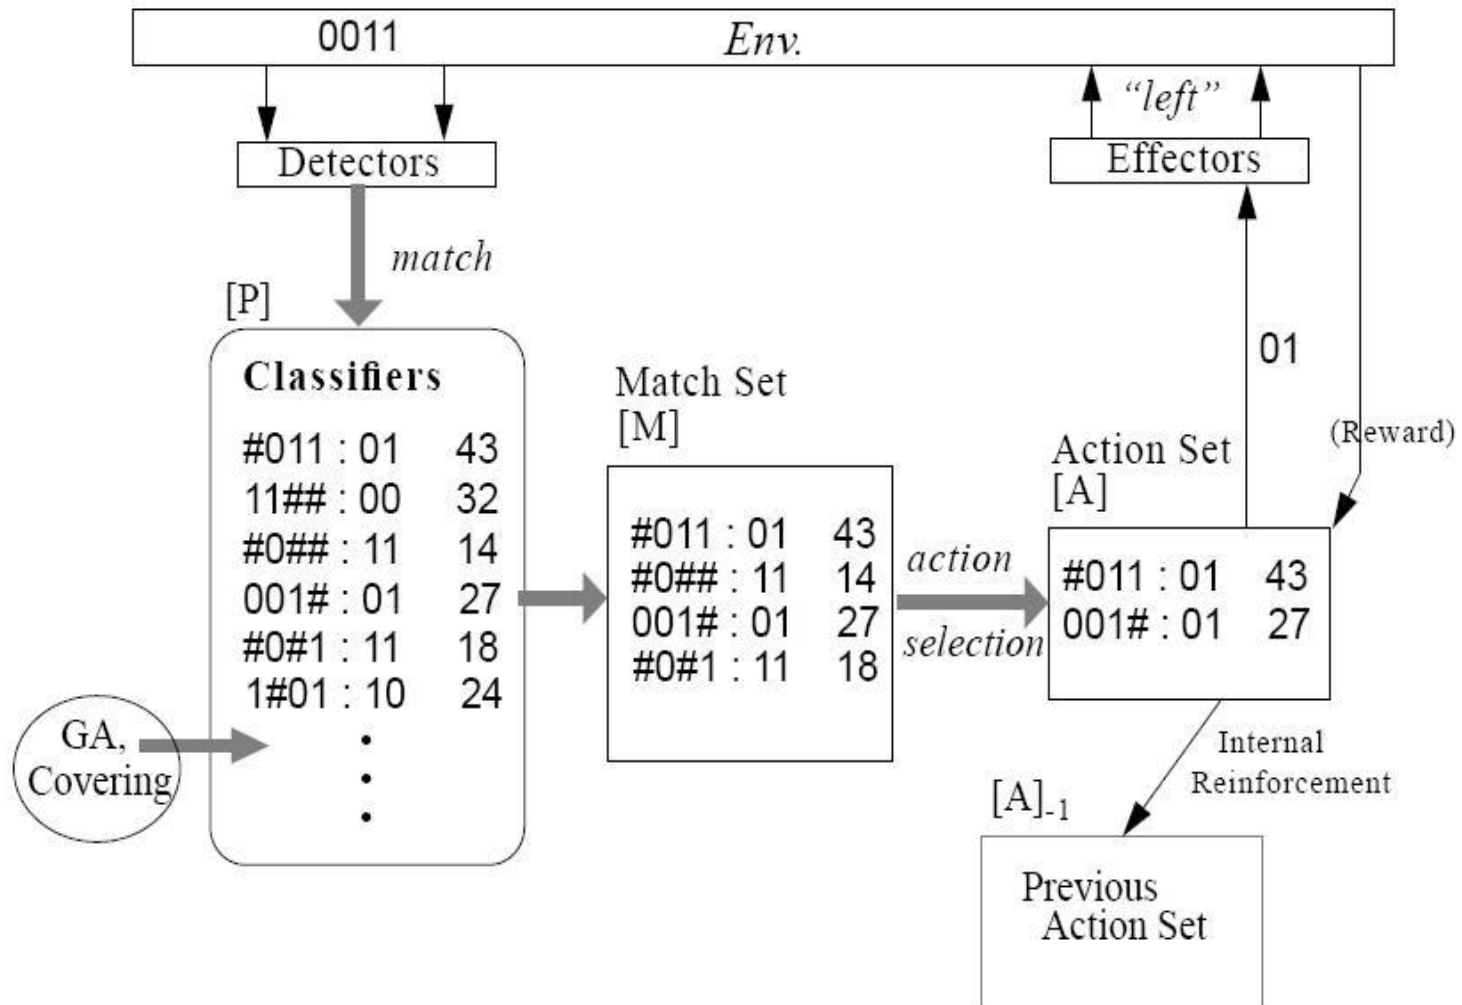 0011 Env.
“left”
Detectors
Effectors
match
[P]
Classifiers
#011 : 01 43
11## : 00 32
#0## : 11 14
001# : 01 27
#0#1 : 11 18
1#01 : 10 24
GA,
Covering
Match Set
[M]
#011 : 01 43
#0## : 11 14
001# : 01 27
#0#1 : 11 18
action
selection
01
(Reward)
Action Set
[A]
#011 : 01 43
001# : 01 27
Internal
Reinforcement
[A]-1
Previous
Action Set